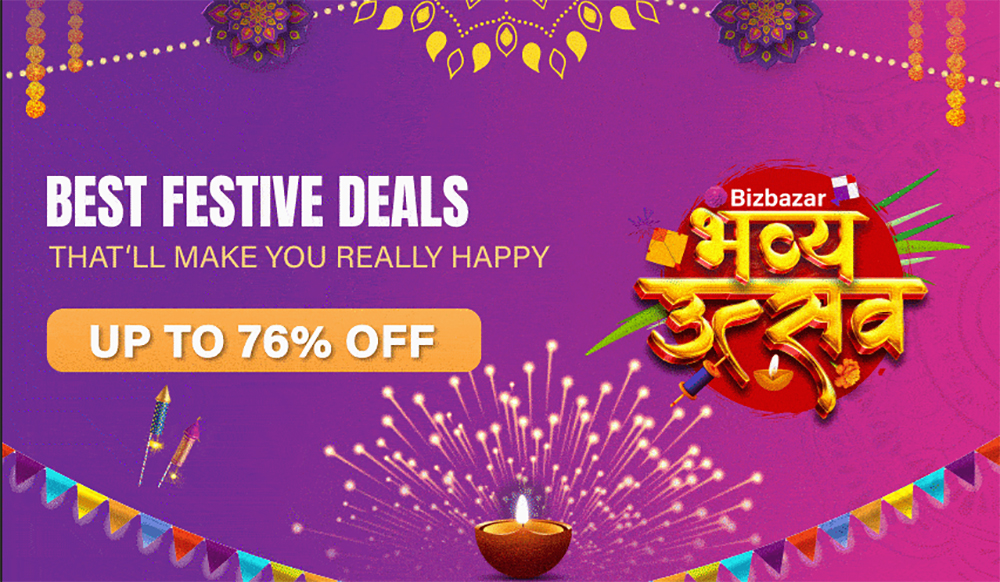 BEST FESTIVE DEALS
THAT'LL MAKE YOU REALLY HAPPY
UP TO 76% OFF
Bizbazar
भव्य
उत्सव